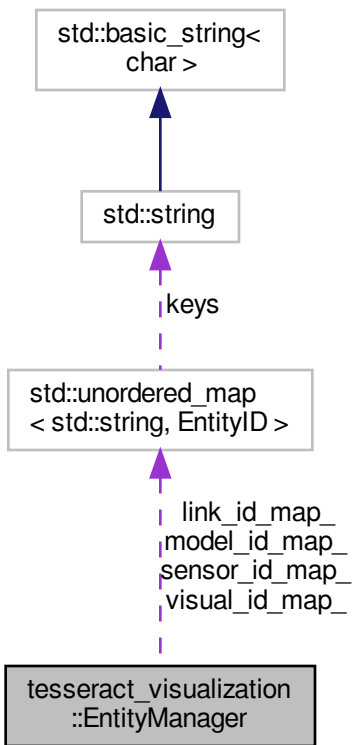 std::basic_string<
char >
std::string
keys
std::unordered_map
< std::string, EntityID >
link_id_map_
model_id_map_
sensor_id_map_
visual_id_map_
tesseract_visualization
::EntityManager